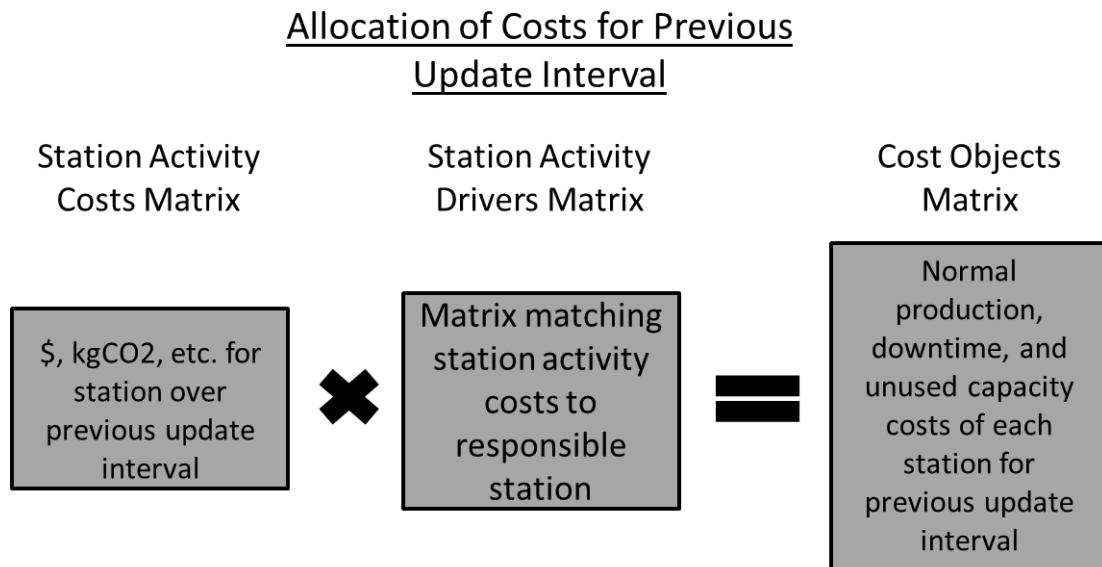 Allocation of Costs for Previous
Update Interval
Station Activity
Costs Matrix
Station Activity
Drivers Matrix
Cost Objects
Matrix
$, kgCO2, etc. for
station over
previous update
interval
Matrix matching
station activity
costs to
responsible
station
Normal
production,
downtime, and
unused capacity
costs of each
station for
previous update
interval